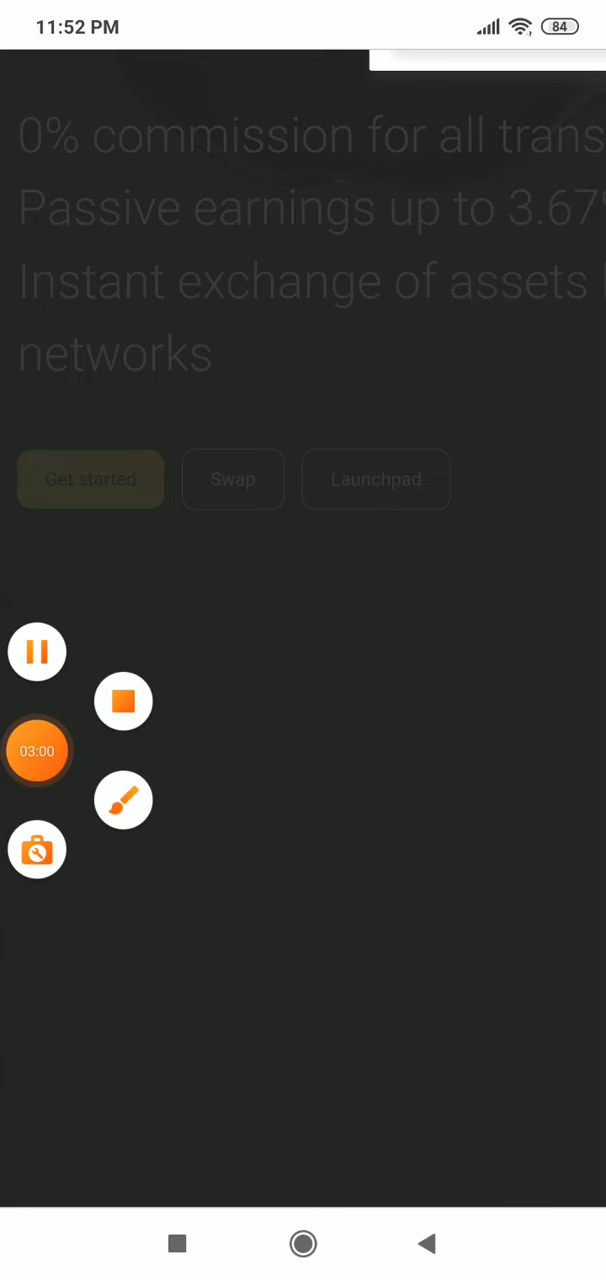 11:52 PM 84
0% commission for all trans
Passive earnings up to 3.67
Instant exchange of assets
networks
Get started Swap Launchpad
03:00